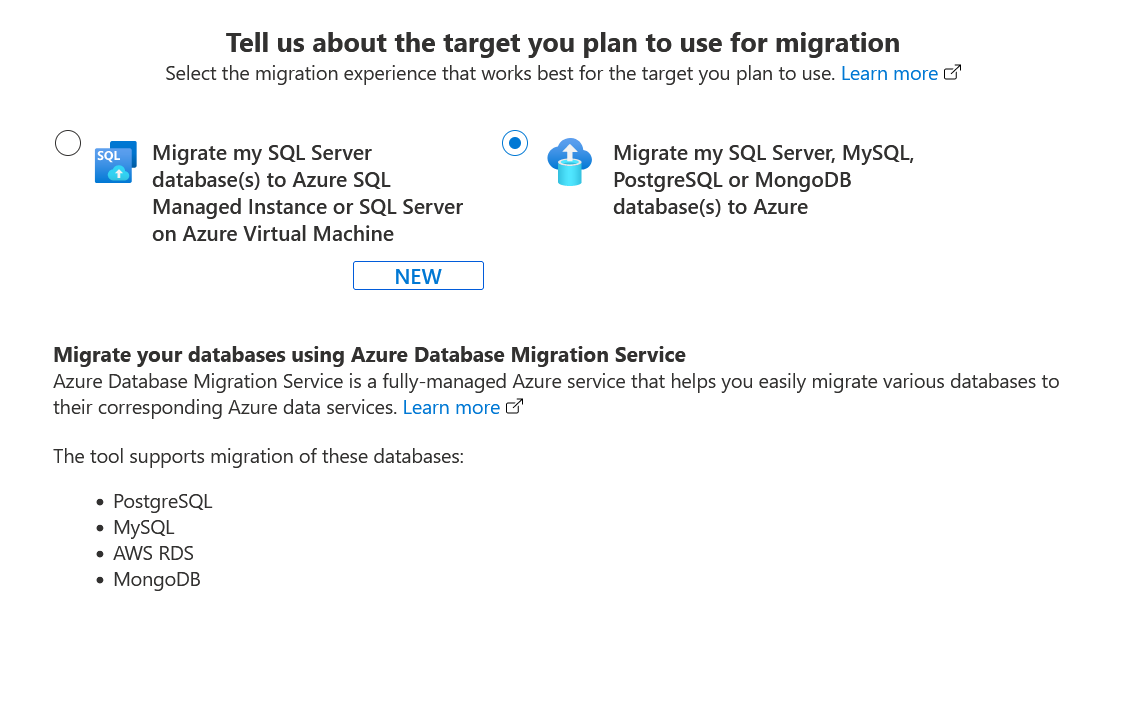 Tell us about the target you plan to use for migration
Select the migration experience that works best for the target you plan to use. Learn more
SQL
Migrate my SQL Server
database(s) to Azure SQL
Managed Instance or SQL Server
on Azure Virtual Machine
NEW
Migrate my SQL Server, MySQL,
PostgreSQL or MongoDB
database(s) to Azure
Migrate your databases using Azure Database Migration Service
Azure Database Migration Service is a fully-managed Azure service that helps you easily migrate various databases to
their corresponding Azure data services. Learn more
The tool supports migration of these databases:
• PostgreSQL
• MySQL
• AWS RDS
• MongoDB